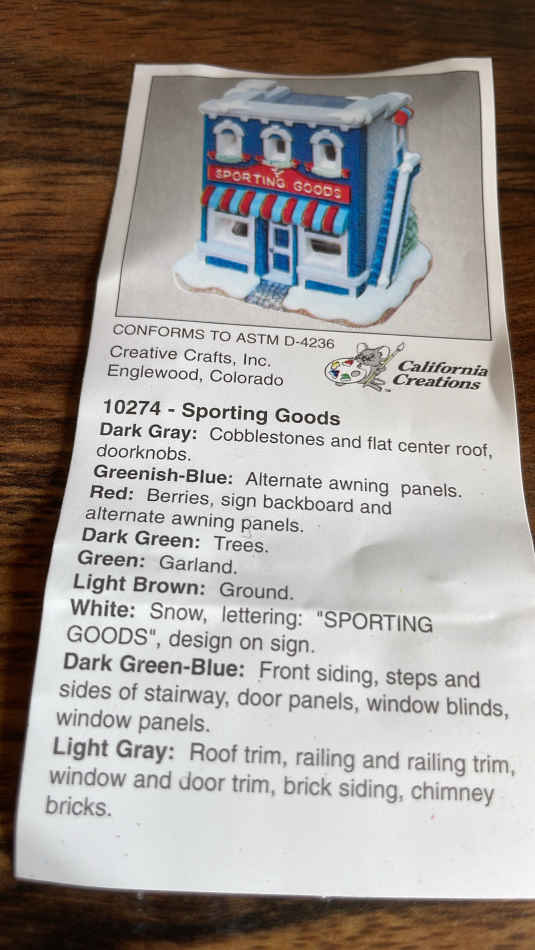 SPORTING GOODS
CONFORMS TO ASTM D-4236
Creative Crafts, Inc.
Englewood, Colorado
California
Creations™
10274 - Sporting Goods
Dark Gray: Cobblestones and flat center roof,
doorknobs.
Greenish-Blue: Alternate awning panels.
Red: Berries, sign backboard and
alternate awning panels.
Dark Green: Trees.
Green: Garland.
Light Brown: Ground.
White: Snow, lettering: "SPORTING
GOODS", design on sign.
Dark Green-Blue: Front siding, steps and
sides of stairway, door panels, window blinds,
window panels.
Light Gray: Roof trim, railing and railing trim,
window and door trim, brick siding, chimney
bricks.